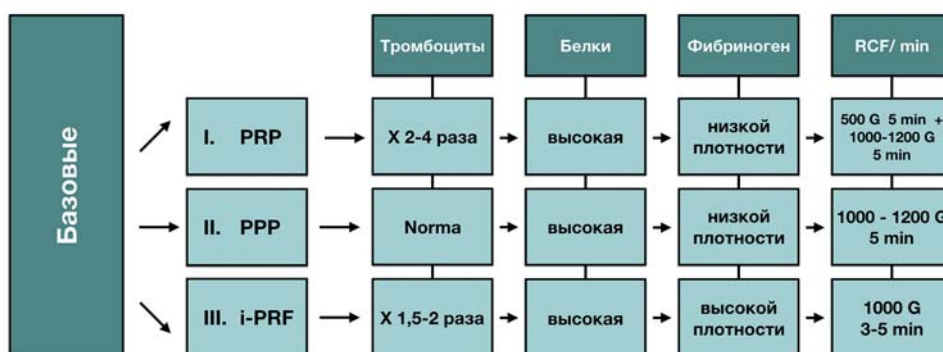 Тромбоциты
Белки
Фибриноген
RCF/ min
Базовые
I. PRP
X 2-4 раза
высокая
низкой
плотности
500 G 5 min +
1000-1200 G
5 min
II. PPP
Norma
высокая
низкой
плотности
1000 - 1200 G
5 min
III. i-PRF
X 1,5-2 раза
высокая
высокой
плотности
1000 G
3-5 min